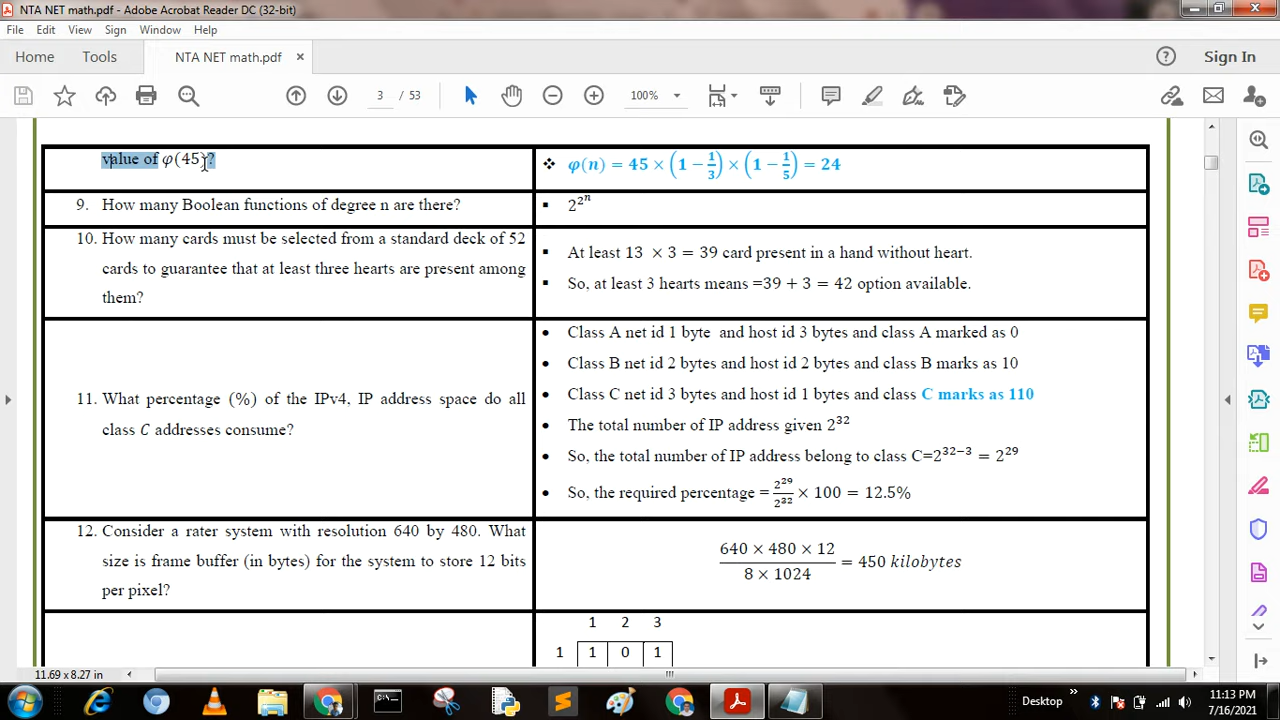 NTA NET math.pdf - Adobe Acrobat Reader DC (32-bit)
File Edit View Sign Window Help
Home Tools NTA NET math.pdf × Sign In
3 / 53 100%
value of φ(45)?
❖ φ(n) = 45 × (1 − 1/3) × (1 − 1/5) = 24
9. How many Boolean functions of degree n are there?
▪ 2^2^n
10. How many cards must be selected from a standard deck of 52
cards to guarantee that at least three hearts are present among
them?
▪ At least 13 × 3 = 39 card present in a hand without heart.
▪ So, at least 3 hearts means =39 + 3 = 42 option available.
11. What percentage (%) of the IPv4, IP address space do all
class C addresses consume?
• Class A net id 1 byte and host id 3 bytes and class A marked as 0
• Class B net id 2 bytes and host id 2 bytes and class B marks as 10
• Class C net id 3 bytes and host id 1 bytes and class C marks as 110
• The total number of IP address given 2^32
• So, the total number of IP address belong to class C=2^32−3 = 2^29
• So, the required percentage = 2^29/2^32 × 100 = 12.5%
12. Consider a rater system with resolution 640 by 480. What
size is frame buffer (in bytes) for the system to store 12 bits
per pixel?
640 × 480 × 12
8 × 1024
= 450 kilobytes
1 2 3
1 1 0 1
11.69 x 8.27 in
Desktop
11:13 PM
7/16/2021